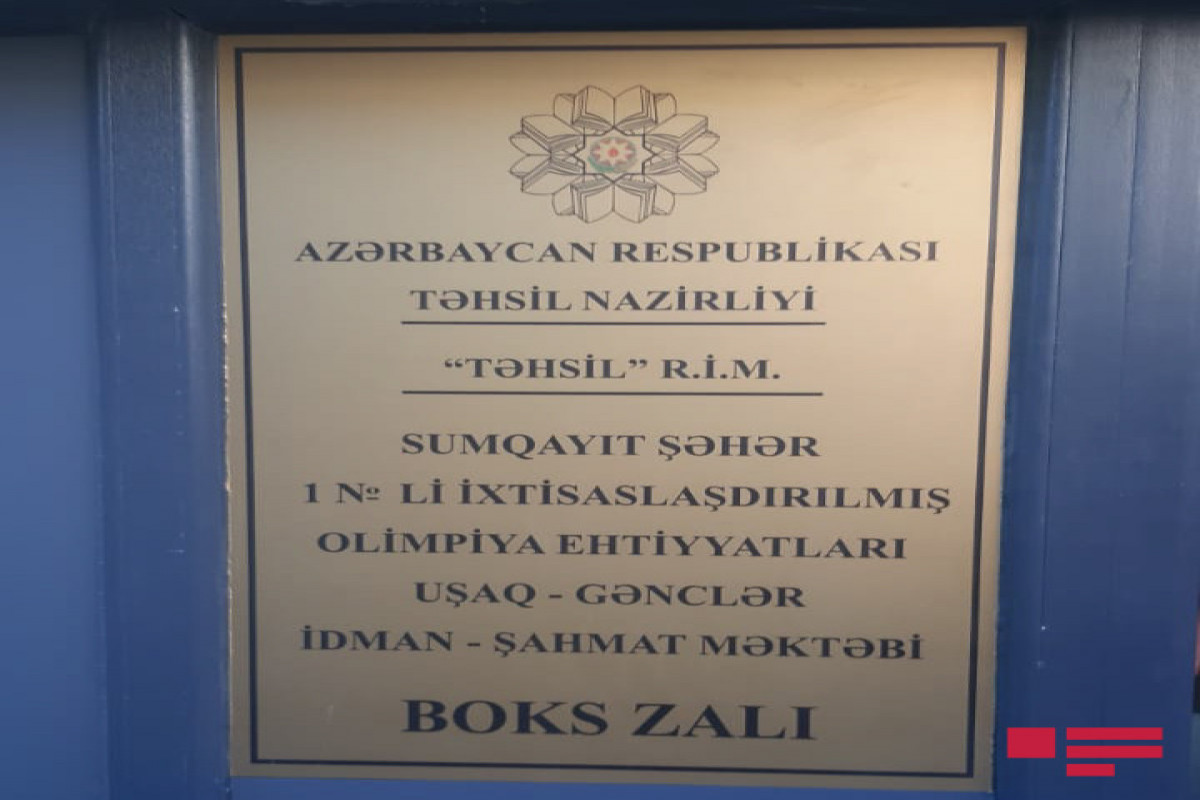 AZƏRBAYCAN RESPUBLİKASI
TƏHSİL NAZİRLİYİ
“TƏHSİL” R.İ.M.
SUMQAYIT ŞƏHƏR
1 № Lİ İXTİSASLAŞDIRILMIŞ
OLİMPİYA EHTİYYATLARI
UŞAQ - GƏNCLƏR
İDMAN - ŞAHMAT MƏKTƏBİ
BOKS ZALI